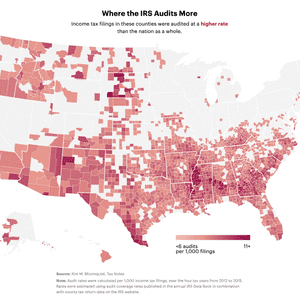 Where the IRS Audits More
Income tax filings in these counties were audited at a higher rate
than the nation as a whole.
<6 audits
per 1,000 filings
11+
Source: Kim M. Bloomquist, Tax Notes
Note: Audit rates were calculated per 1,000 income tax filings, over the four tax years from 2012 to 2015.
Rates were estimated using audit coverage rates published in the annual IRS Data Book in combination
with county tax return data on the IRS website.